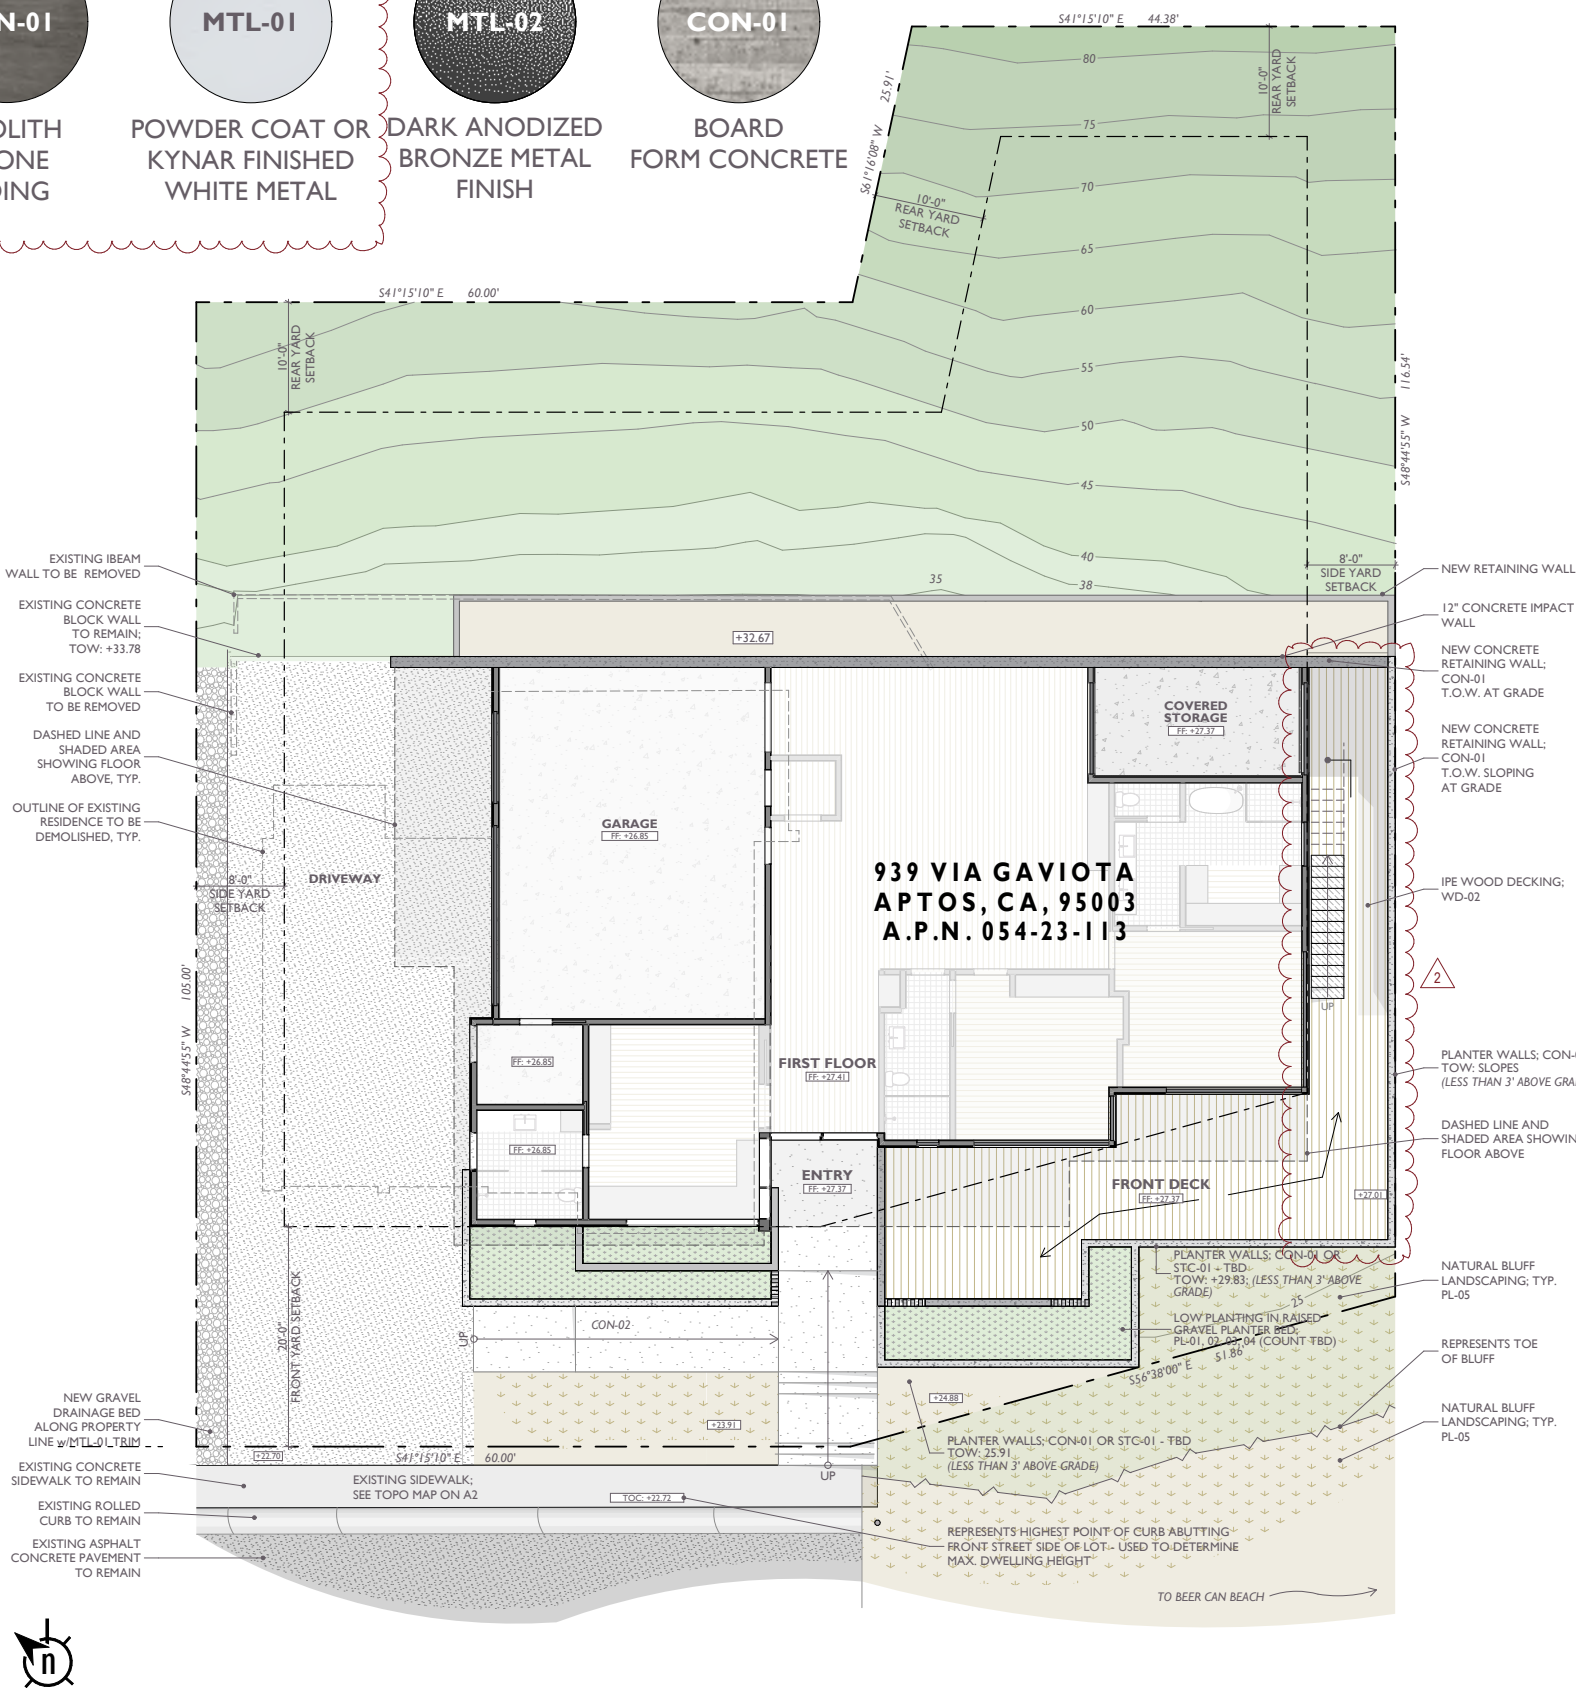 N-01
MTL-01
MTL-02
CON-01
OLITH
ONE
DING
POWDER COAT OR
KYNAR FINISHED
WHITE METAL
DARK ANODIZED
BRONZE METAL
FINISH
BOARD
FORM CONCRETE
S41°15'10" E 44.38'
S61°16'08" W 25.91'
10'-0"
REAR YARD
SETBACK
10'-0"
REAR YARD
SETBACK
S41°15'10" E 60.00'
10'-0"
REAR YARD
SETBACK
80
75
70
65
60
55
50
45
40
38
35
S48°44'55" W 116.54'
8'-0"
SIDE YARD
SETBACK
EXISTING IBEAM
WALL TO BE REMOVED
EXISTING CONCRETE
BLOCK WALL
TO REMAIN;
TOW: +33.78
EXISTING CONCRETE
BLOCK WALL
TO BE REMOVED
DASHED LINE AND
SHADED AREA
SHOWING FLOOR
ABOVE, TYP.
OUTLINE OF EXISTING
RESIDENCE TO BE
DEMOLISHED, TYP.
8'-0"
SIDE YARD
SETBACK
S48°44'55" W 105.00'
NEW GRAVEL
DRAINAGE BED
ALONG PROPERTY
LINE w/MTL-01 TRIM
EXISTING CONCRETE
SIDEWALK TO REMAIN
EXISTING ROLLED
CURB TO REMAIN
EXISTING ASPHALT
CONCRETE PAVEMENT
TO REMAIN
+32.67
COVERED
STORAGE
FF: +27.37
GARAGE
FF: +26.85
DRIVEWAY
939 VIA GAVIOTA
APTOS, CA, 95003
A.P.N. 054-23-113
FIRST FLOOR
FF: +27.41
FF: +26.85
FF: +26.85
ENTRY
FF: +27.37
FRONT DECK
FF: +27.37
+27.01
UP
2
NEW RETAINING WALL
12" CONCRETE IMPACT
WALL
NEW CONCRETE
RETAINING WALL;
CON-01
T.O.W. AT GRADE
NEW CONCRETE
RETAINING WALL;
CON-01
T.O.W. SLOPING
AT GRADE
IPE WOOD DECKING;
WD-02
PLANTER WALLS; CON-
TOW: SLOPES
(LESS THAN 3' ABOVE GRA
DASHED LINE AND
SHADED AREA SHOWIN
FLOOR ABOVE
NATURAL BLUFF
LANDSCAPING; TYP.
PL-05
REPRESENTS TOE
OF BLUFF
NATURAL BLUFF
LANDSCAPING; TYP.
PL-05
PLANTER WALLS; CON-01 OR
STC-01 - TBD
TOW: +29.83; (LESS THAN 3' ABOVE
GRADE)
25
LOW PLANTING IN RAISED
GRAVEL PLANTER BED;
PL-01, 02, 03, 04 (COUNT TBD)
S56°38'00" E 51.86'
20'-0"
FRONT YARD SETBACK
UP
CON-02
+24.88
+23.91
+22.70
S41°15'10" E 60.00'
UP
PLANTER WALLS; CON-01 OR STC-01 - TBD
TOW: 25.91
(LESS THAN 3' ABOVE GRADE)
EXISTING SIDEWALK;
SEE TOPO MAP ON A2
TOC: +22.72
REPRESENTS HIGHEST POINT OF CURB ABUTTING
FRONT STREET SIDE OF LOT - USED TO DETERMINE
MAX. DWELLING HEIGHT
TO BEER CAN BEACH
n